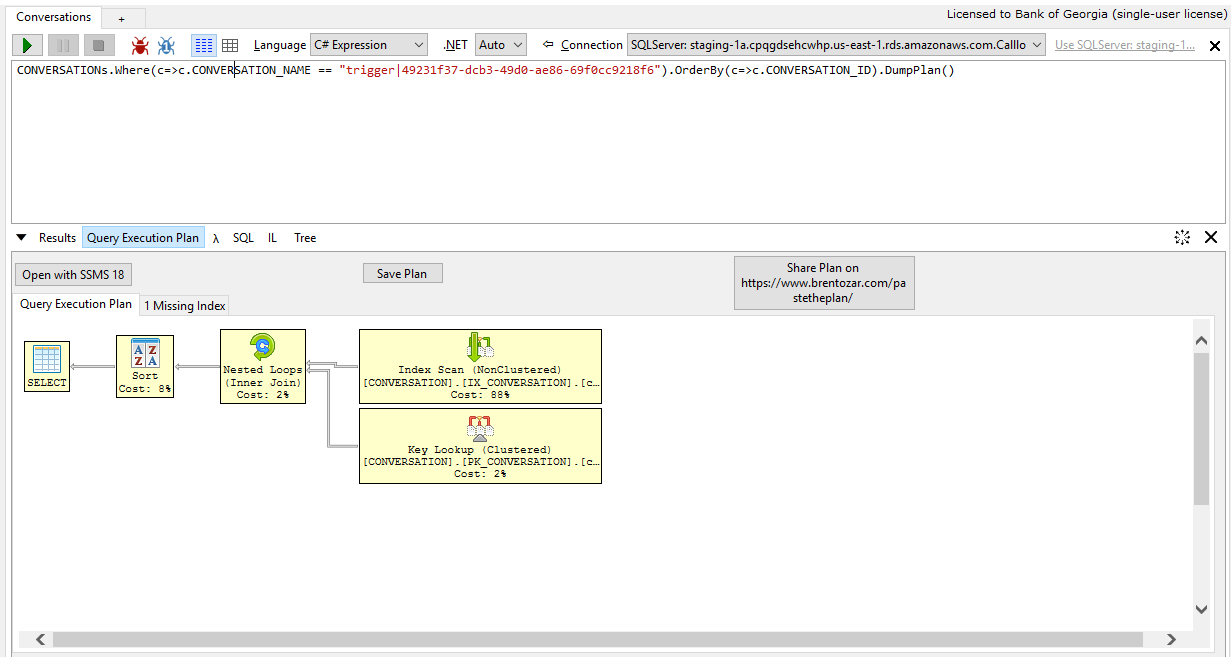 Conversations
+
Licensed to Bank of Georgia (single-user license)
Language C# Expression .NET Auto Connection SQLServer: staging-1a.cpqgdsehcwhp.us-east-1.rds.amazonaws.com.Calllo Use SQLServer: staging-1...
CONVERSATIONs.Where(c=>c.CONVERSATION_NAME == "trigger|49231f37-dcb3-49d0-ae86-69f0cc9218f6").OrderBy(c=>c.CONVERSATION_ID).DumpPlan()
Results Query Execution Plan λ SQL IL Tree
Open with SSMS 18
Save Plan
Share Plan on
https://www.brentozar.com/pa
stetheplan/
Query Execution Plan
1 Missing Index
SELECT
Sort
Cost: 8%
Nested Loops
(Inner Join)
Cost: 2%
Index Scan (NonClustered)
[CONVERSATION].[IX_CONVERSATION].[c...
Cost: 88%
Key Lookup (Clustered)
[CONVERSATION].[PK_CONVERSATION].[c...
Cost: 2%